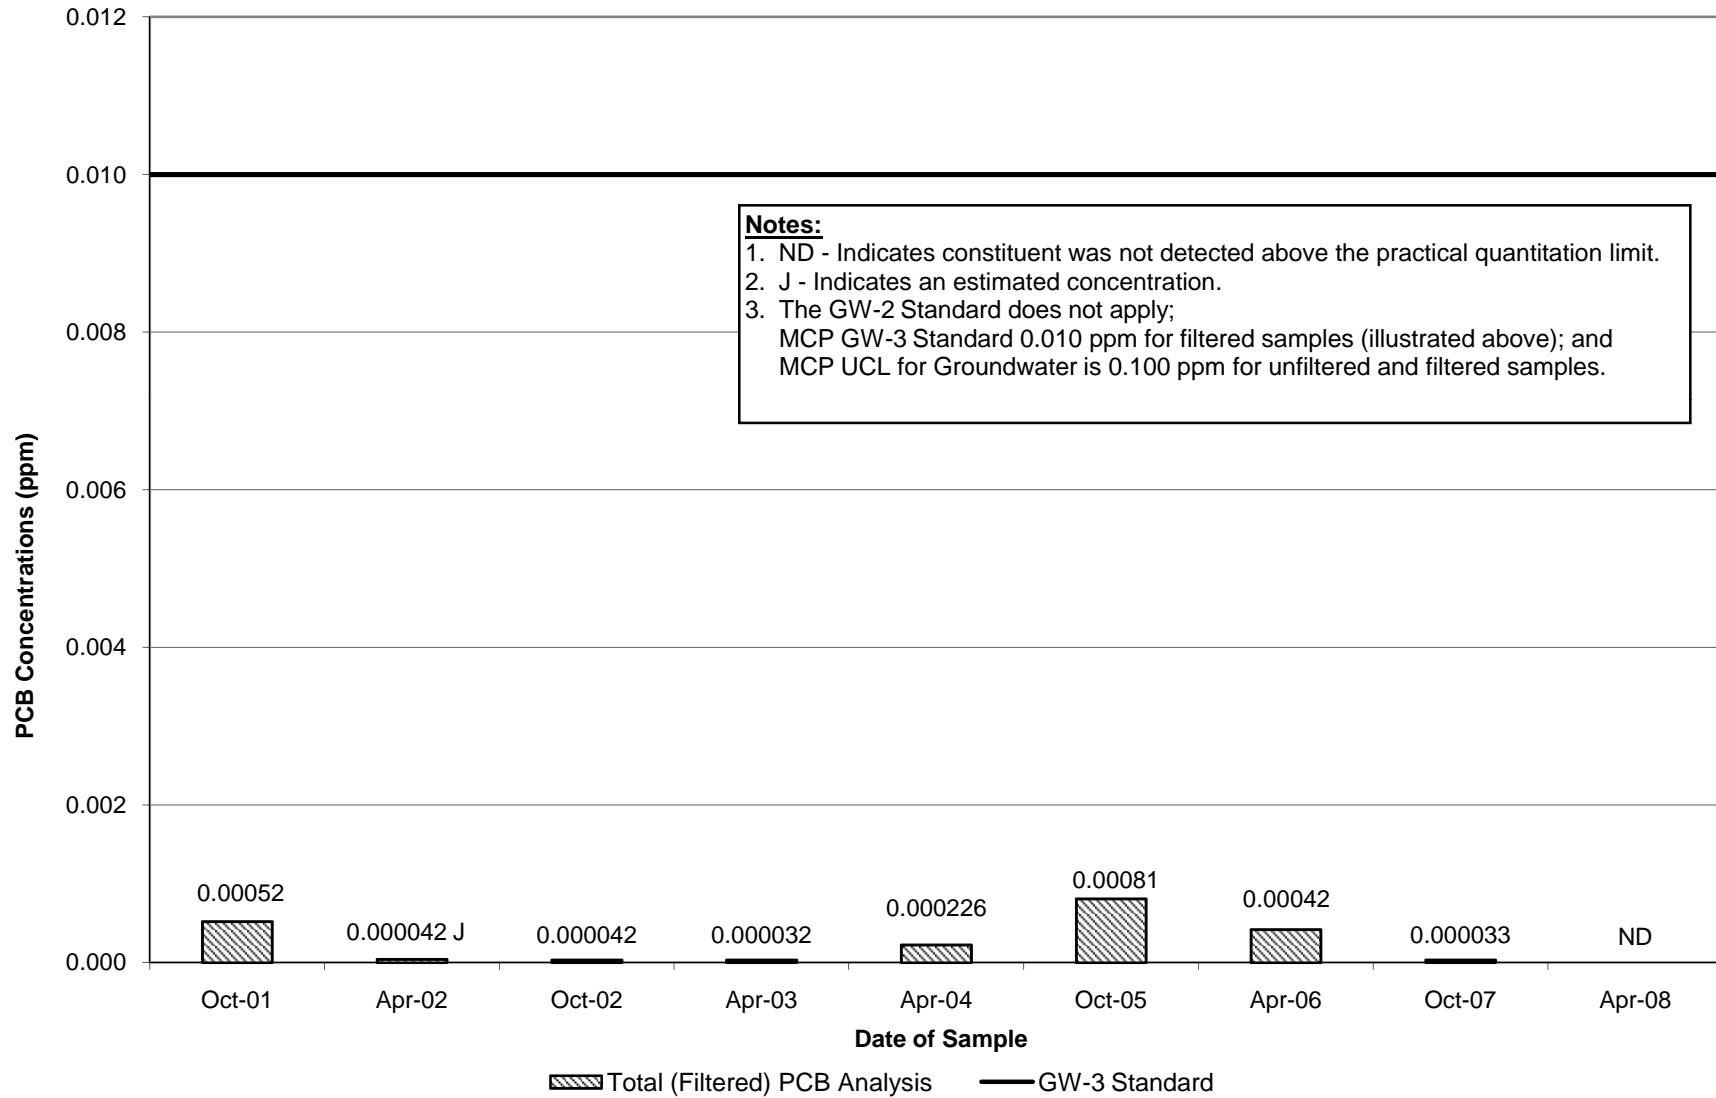 0.012
0.010
0.008
0.006
0.004
0.002
0.000
PCB Concentrations (ppm)
Notes:
1. ND - Indicates constituent was not detected above the practical quantitation limit.
2. J - Indicates an estimated concentration.
3. The GW-2 Standard does not apply;
MCP GW-3 Standard 0.010 ppm for filtered samples (illustrated above); and
MCP UCL for Groundwater is 0.100 ppm for unfiltered and filtered samples.
0.00052
0.000042 J
0.000042
0.000032
0.000226
0.00081
0.00042
0.000033
ND
Oct-01 Apr-02 Oct-02 Apr-03 Apr-04 Oct-05 Apr-06 Oct-07 Apr-08
Date of Sample
Total (Filtered) PCB Analysis GW-3 Standard